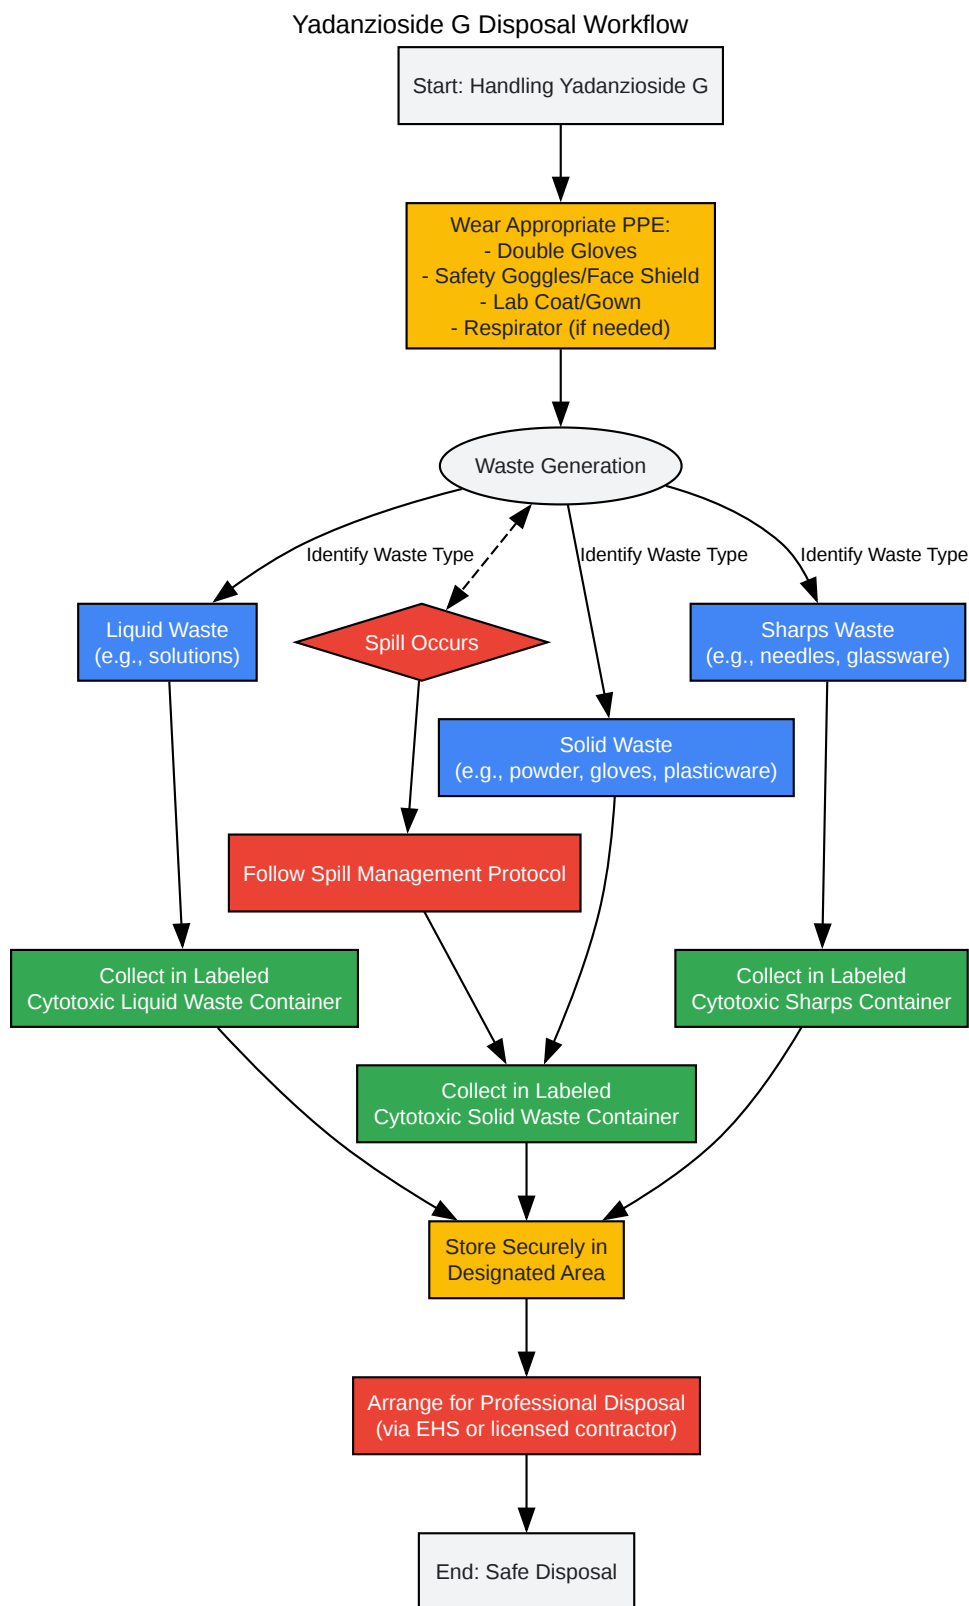 Yadanzioside G Disposal Workflow
Start: Handling Yadanzioside G
Wear Appropriate PPE:
- Double Gloves
- Safety Goggles/Face Shield
- Lab Coat/Gown
- Respirator (if needed)
Waste Generation
Identify Waste Type
Identify Waste Type
Identify Waste Type
Liquid Waste
(e.g., solutions)
Spill Occurs
Sharps Waste
(e.g., needles, glassware)
Solid Waste
(e.g., powder, gloves, plasticware)
Follow Spill Management Protocol
Collect in Labeled
Cytotoxic Liquid Waste Container
Collect in Labeled
Cytotoxic Sharps Container
Collect in Labeled
Cytotoxic Solid Waste Container
Store Securely in
Designated Area
Arrange for Professional Disposal
(via EHS or licensed contractor)
End: Safe Disposal